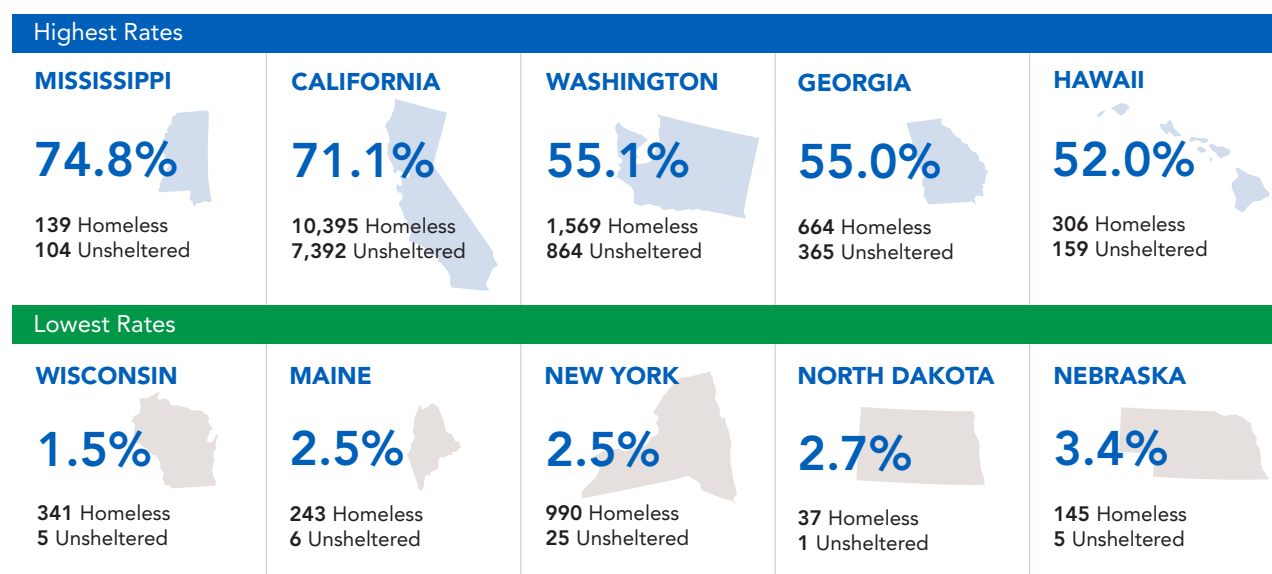 Highest Rates
MISSISSIPPI
74.8%
139 Homeless
104 Unsheltered
CALIFORNIA
71.1%
10,395 Homeless
7,392 Unsheltered
WASHINGTON
55.1%
1,569 Homeless
864 Unsheltered
GEORGIA
55.0%
664 Homeless
365 Unsheltered
HAWAII
52.0%
306 Homeless
159 Unsheltered
Lowest Rates
WISCONSIN
1.5%
341 Homeless
5 Unsheltered
MAINE
2.5%
243 Homeless
6 Unsheltered
NEW YORK
2.5%
990 Homeless
25 Unsheltered
NORTH DAKOTA
2.7%
37 Homeless
1 Unsheltered
NEBRASKA
3.4%
145 Homeless
5 Unsheltered